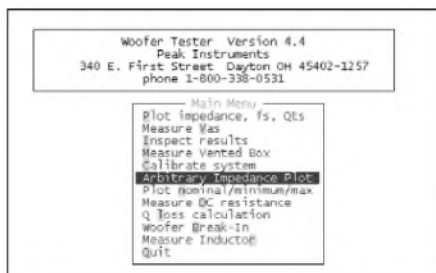 Woofer Tester Version 4.4
Peak Instruments
340 E. First Street Dayton OH 45402-1257
phone 1-800-338-0531
Main Menu
Plot impedance, fs, Qts
Measure Vas
Inspect results
Measure Vented Box
Calibrate system
Arbitrary Impedance Plot
Plot nominal/minimum/max
Measure DC resistance
Q loss calculation
Woofer Break-In
Measure Inductor
Quit